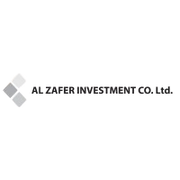 AL ZAFER INVESTMENT CO. Ltd.